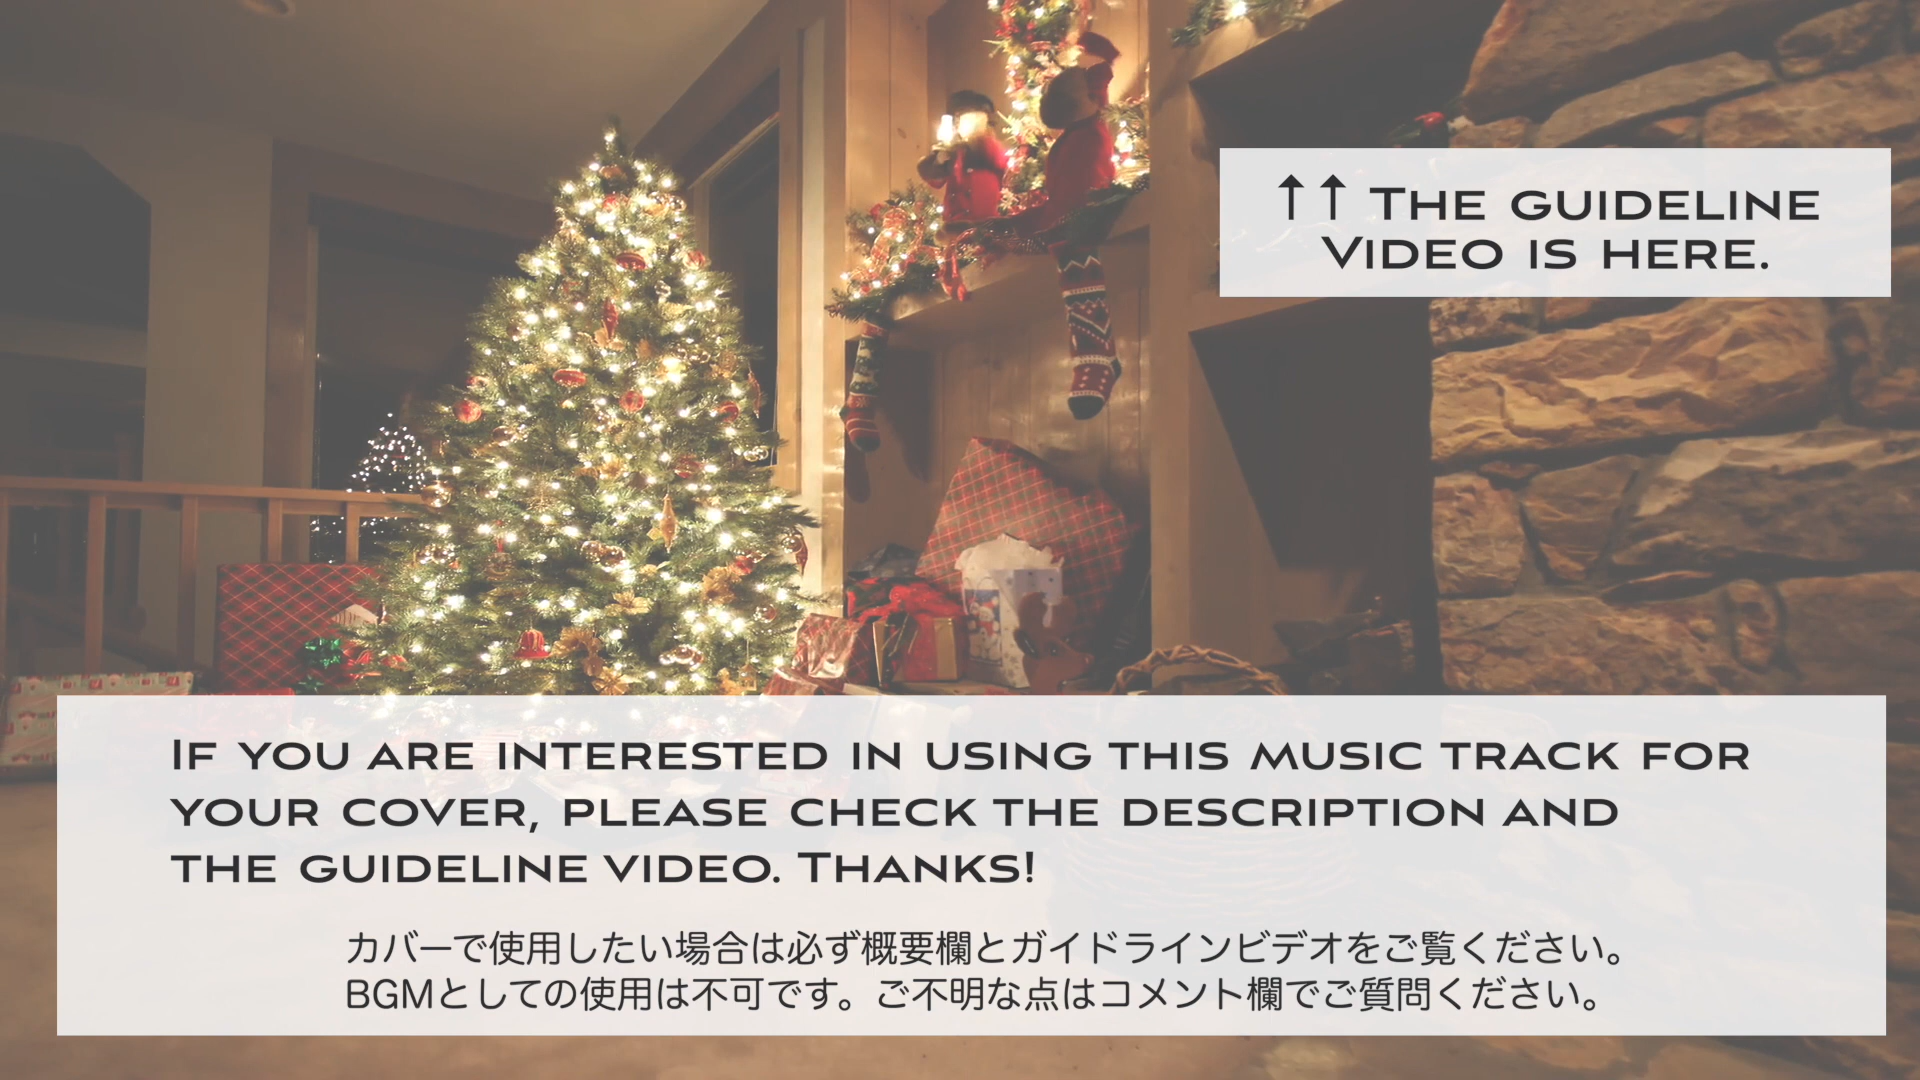 ↑↑ The guideline
Video is here.
If you are interested in using this music track for
your cover, please check the description and
the guideline video. Thanks!
カバーで使用したい場合は必ず概要欄とガイドラインビデオをご覧ください。
BGMとしての使用は不可です。ご不明な点はコメント欄でご質問ください。